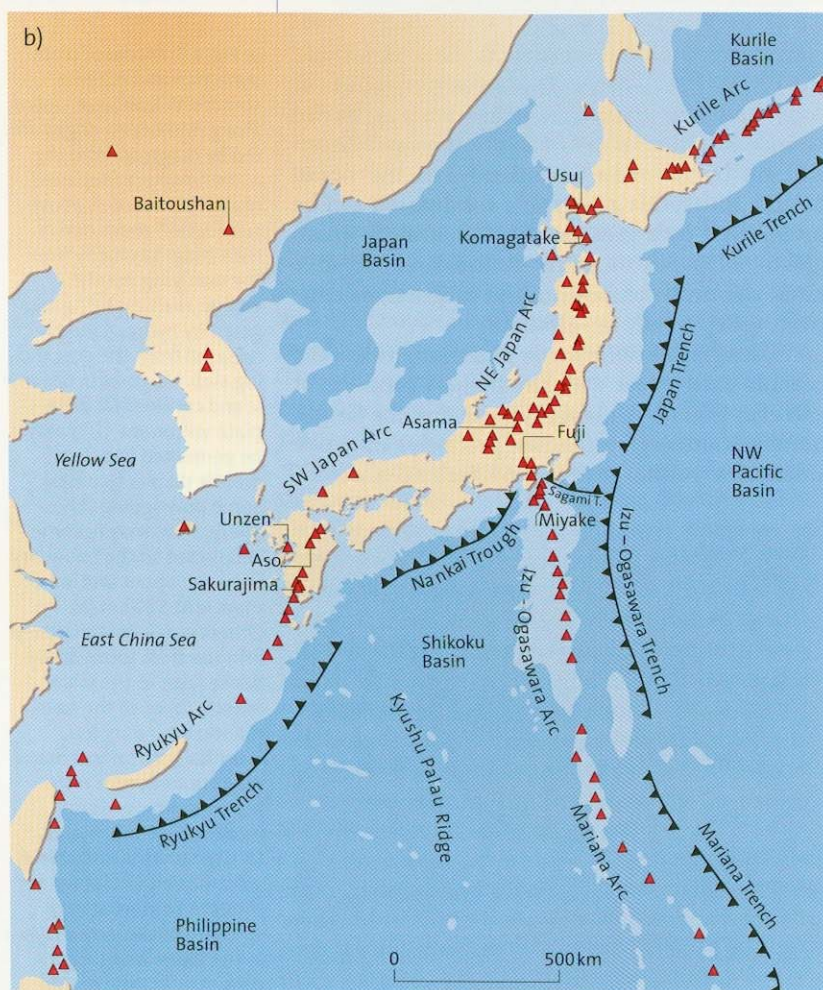 b)
Kurile
Basin
Kurile Arc
Usu
Baitoushan
Komagatake
Japan
Basin
Kurile Trench
NE Japan Arc
Japan Trench
Asama
Fuji
SW Japan Arc
Yellow Sea
NW
Pacific
Basin
Sagami T.
Unzen
Miyake
Aso
Nankai Trough
Sakurajima
Izu - Ogasawara Arc
Izu – Ogasawara Trench
East China Sea
Shikoku
Basin
Ryukyu Arc
Kyushu Palau Ridge
Ryukyu Trench
Mariana Arc
Mariana Trench
Philippine
Basin
0
500 km